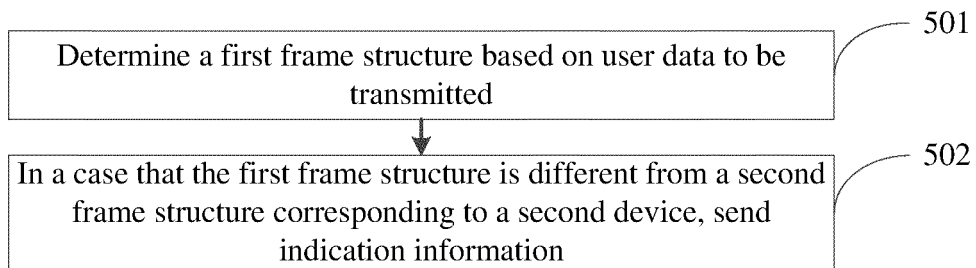 501
Determine a first frame structure based on user data to be
transmitted
502
In a case that the first frame structure is different from a second
frame structure corresponding to a second device, send
indication information